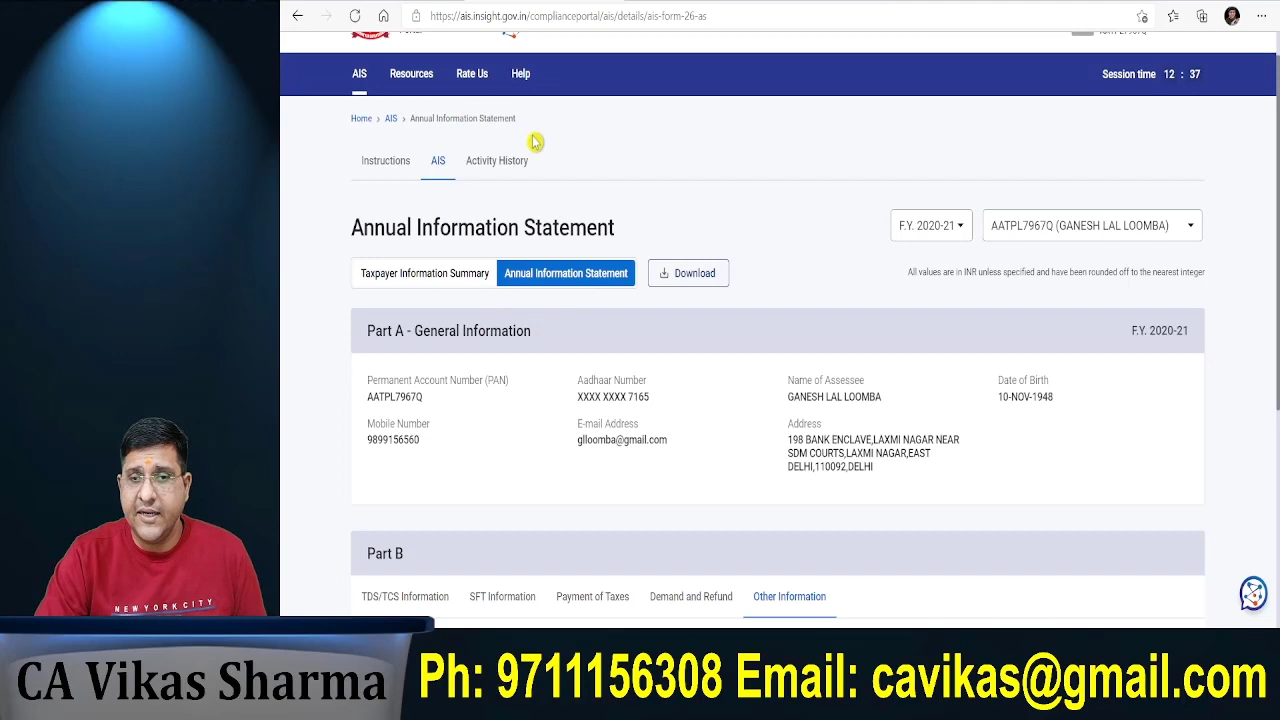 https://ais.insight.gov.in/complianceportal/ais/details/ais-form-26-as
AIS Resources Rate Us Help Session time 12 : 37
Home > AIS > Annual Information Statement
Instructions AIS Activity History
Annual Information Statement F.Y. 2020-21 AATPL7967Q (GANESH LAL LOOMBA)
Taxpayer Information Summary Annual Information Statement Download All values are in INR unless specified and have been rounded off to the nearest integer
Part A - General Information F.Y. 2020-21
Permanent Account Number (PAN) Aadhaar Number Name of Assessee Date of Birth
AATPL7967Q XXXX XXXX 7165 GANESH LAL LOOMBA 10-NOV-1948
Mobile Number E-mail Address Address
9899156560 glloomba@gmail.com 198 BANK ENCLAVE,LAXMI NAGAR NEAR
SDM COURTS,LAXMI NAGAR,EAST
DELHI,110092,DELHI
Part B
TDS/TCS Information SFT Information Payment of Taxes Demand and Refund Other Information
NEWYORKCITY
CA Vikas Sharma Ph: 9711156308 Email: cavikas@gmail.com